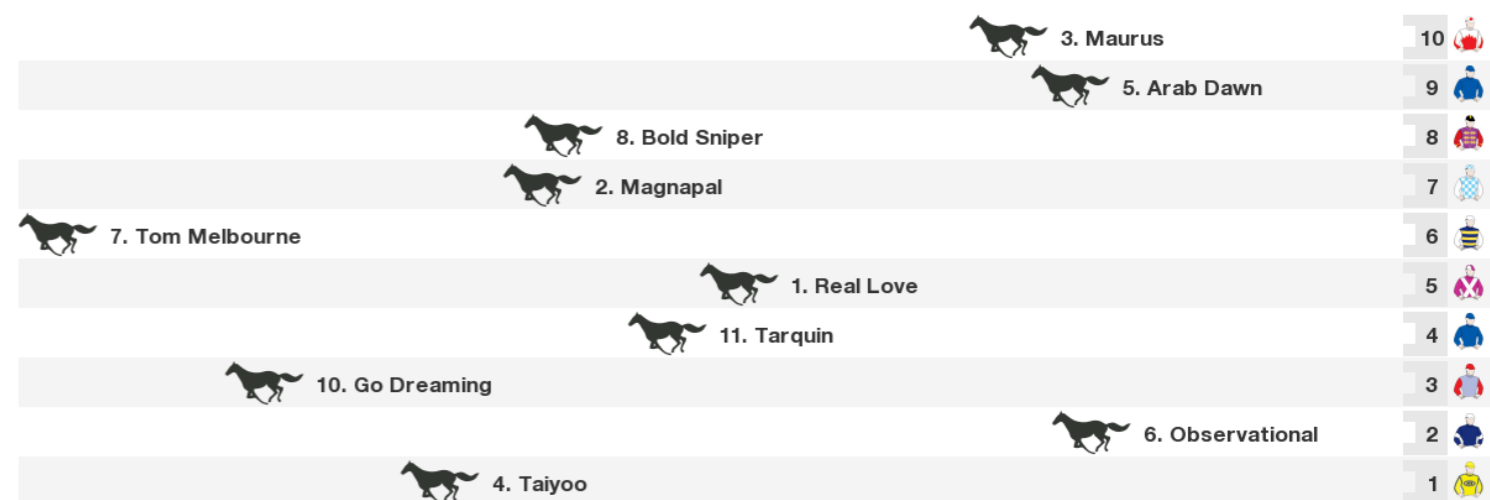 3. Maurus 10
5. Arab Dawn 9
8. Bold Sniper 8
2. Magnapal 7
7. Tom Melbourne 6
1. Real Love 5
11. Tarquin 4
10. Go Dreaming 3
6. Observational 2
4. Taiyoo 1